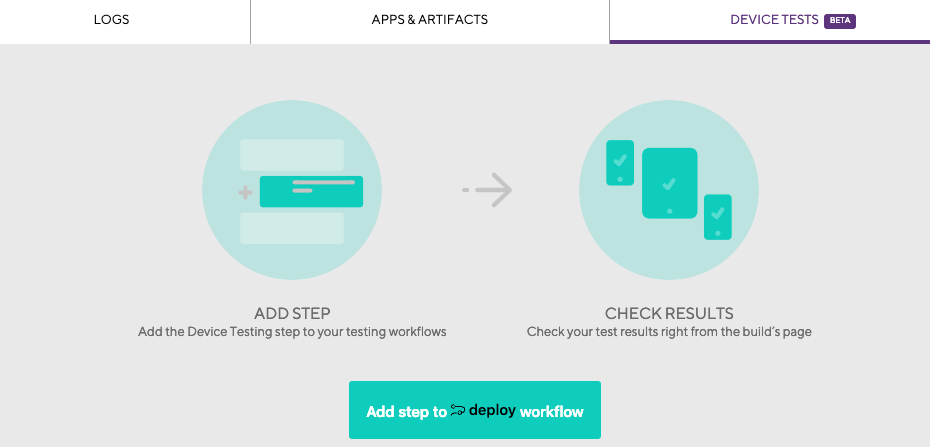 LOGS
APPS & ARTIFACTS
DEVICE TESTS BETA
ADD STEP
Add the Device Testing step to your testing workflows
CHECK RESULTS
Check your test results right from the build's page
Add step to deploy workflow